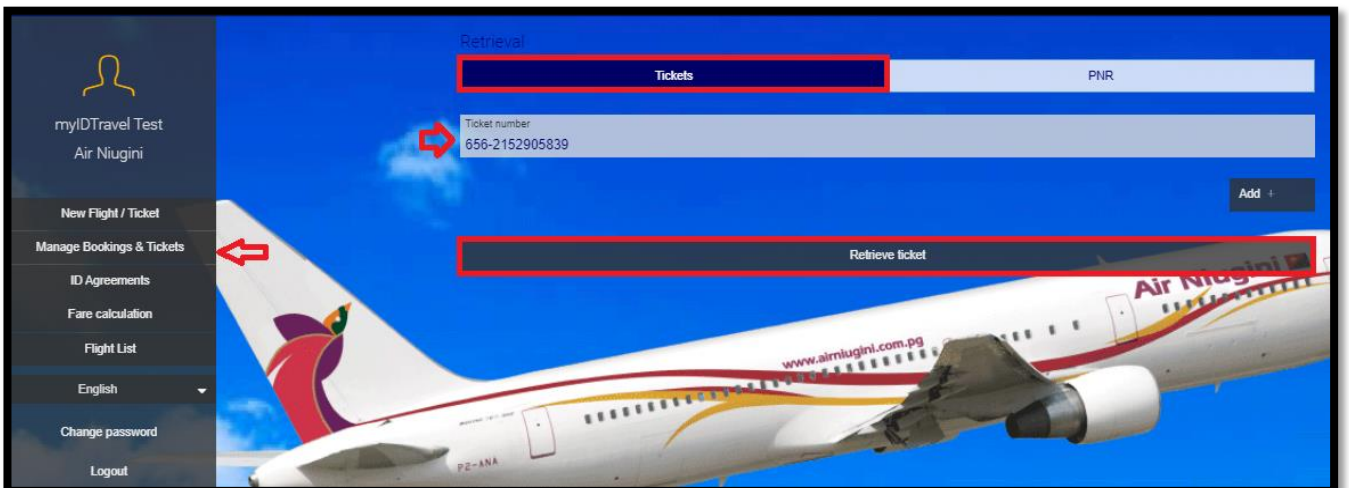 myIDTravel Test
Air Niugini
New Flight / Ticket
Manage Bookings & Tickets
ID Agreements
Fare calculation
Flight List
English
Change password
Logout
Retrieval
Tickets
PNR
Ticket number
656-2152905839
Add +
Retrieve ticket
Air Niugini
www.airniugini.com.pg
P2-ANA